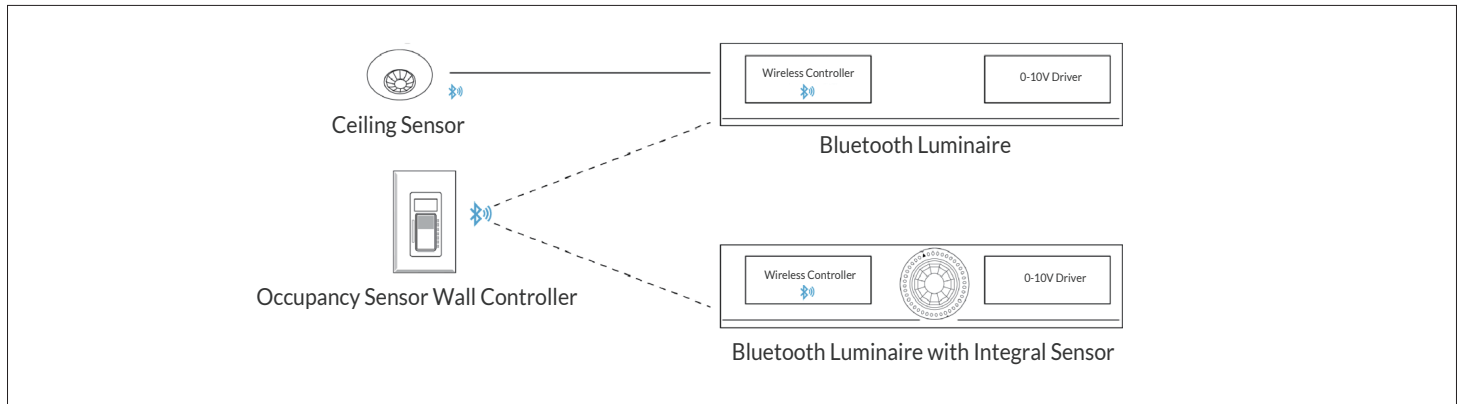 Wireless Controller
0-10V Driver
Ceiling Sensor
Bluetooth Luminaire
Wireless Controller
0-10V Driver
Occupancy Sensor Wall Controller
Bluetooth Luminaire with Integral Sensor